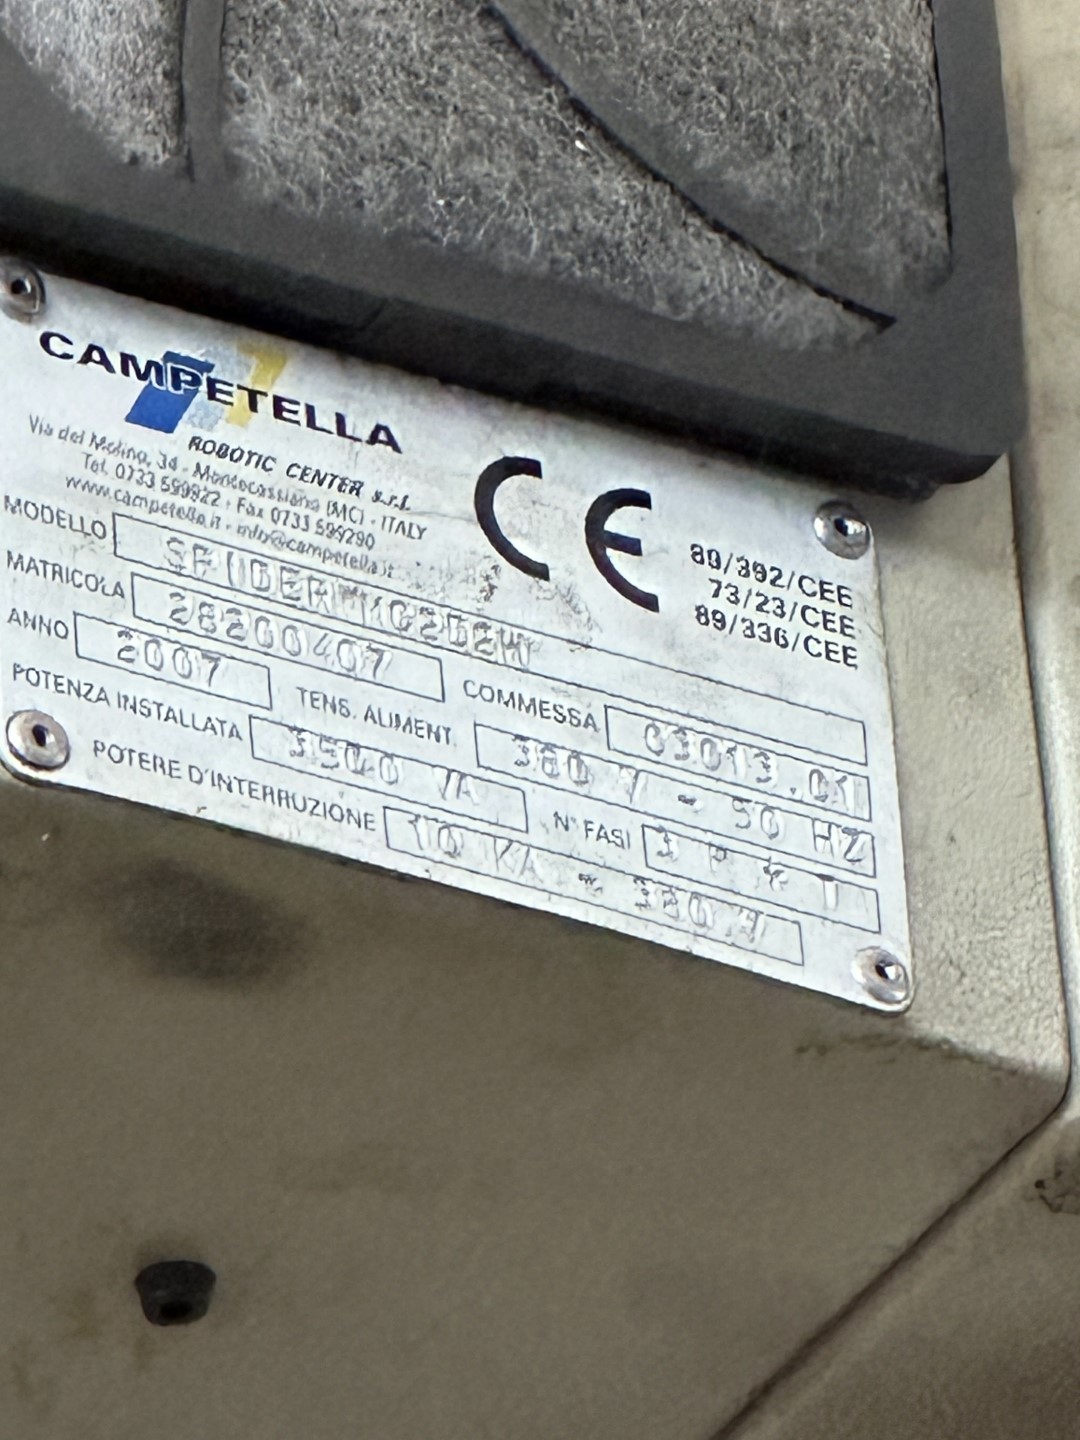 CAMPETELLA
ROBOTIC CENTER s.r.l.
Via del Molino, 34 - Montecassiano (MC) - ITALY
Tel. 0733 599922 - Fax 0733 599290
www.campetella.it - info@campetella.it
CE
89/392/CEE
73/23/CEE
89/336/CEE
MODELLO
MATRICOLA 28200407 COMMESSA 03013.01
ANNO 2007 TENS. ALIMENT. 380 V - 50 HZ
POTENZA INSTALLATA 3500 VA N° FASI 3 P + T
POTERE D'INTERRUZIONE 10 KA - 380 V